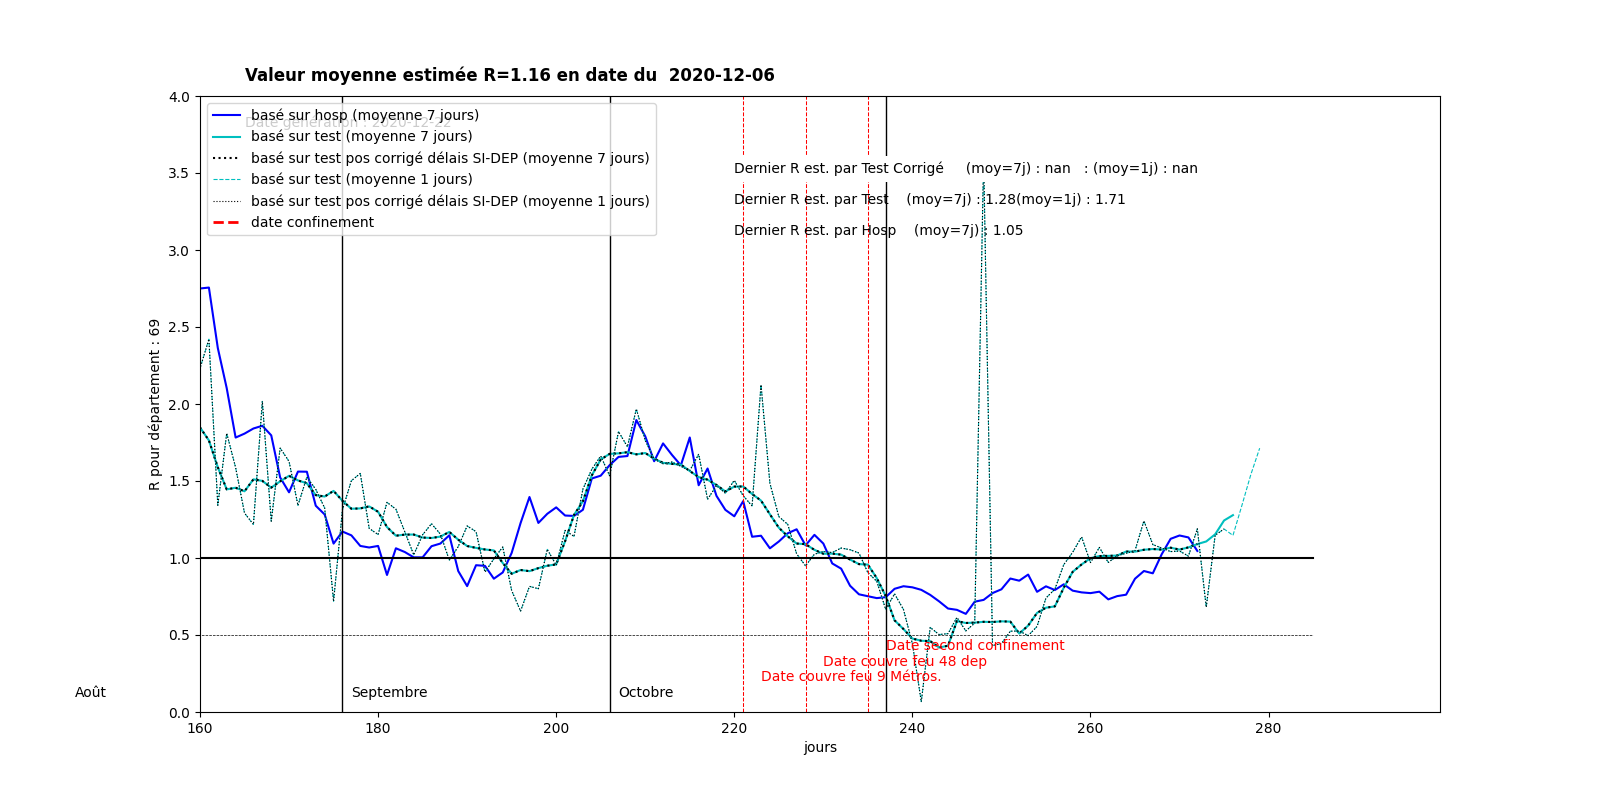 Valeur moyenne estimée R=1.16 en date du  2020-12-06
Date génération : 2020-12-22
basé sur hosp (moyenne 7 jours)
basé sur test (moyenne 7 jours)
basé sur test pos corrigé délais SI-DEP (moyenne 7 jours)
basé sur test (moyenne 1 jours)
basé sur test pos corrigé délais SI-DEP (moyenne 1 jours)
date confinement
Dernier R est. par Test Corrigé     (moy=7j) : nan   : (moy=1j) : nan
Dernier R est. par Test    (moy=7j) : 1.28(moy=1j) : 1.71
Dernier R est. par Hosp    (moy=7j) : 1.05
4.0
3.5
3.0
2.5
2.0
1.5
1.0
0.5
0.0
R pour département : 69
Date second confinement
Date couvre feu 48 dep
Date couvre feu 9 Métros.
Août
Septembre
Octobre
160 180 200 220 240 260 280
jours